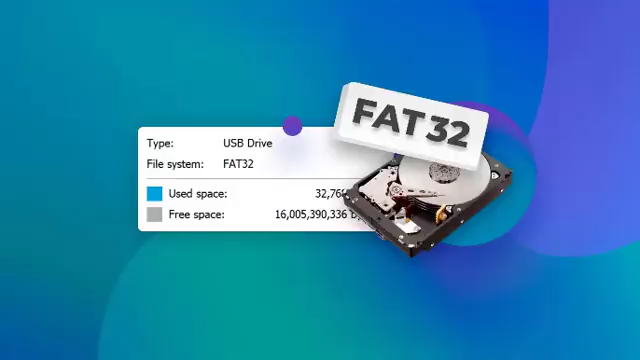 FAT32
Type: USB Drive
File system: FAT32
Used space:
Free space: 16,005,390,336